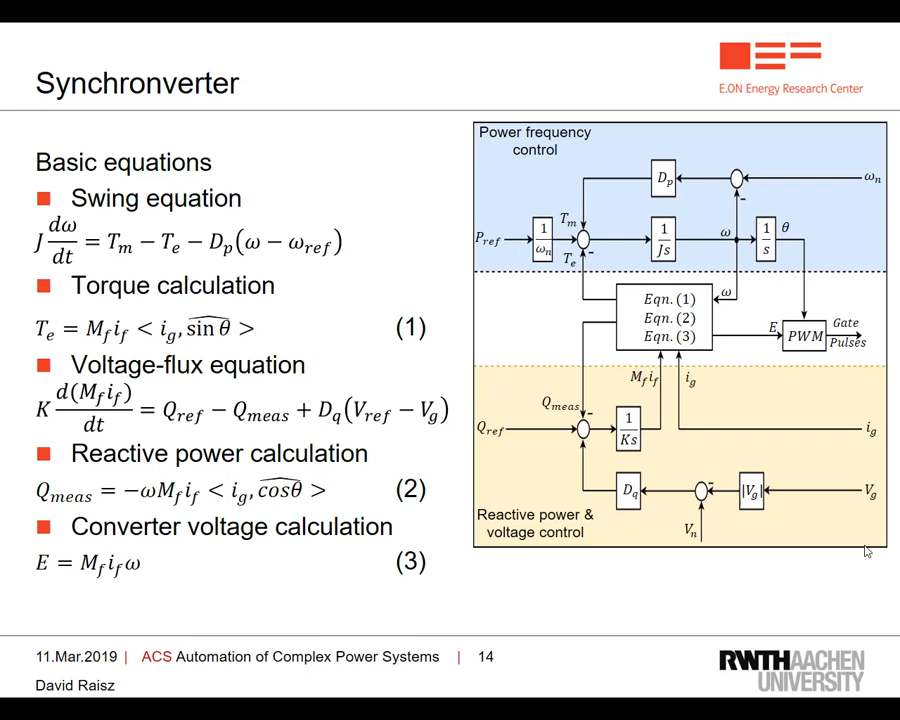 Synchronverter
E.ON Energy Research Center
Basic equations
Swing equation
J dω/dt = T_m − T_e − D_p(ω − ω_ref)
Torque calculation
T_e = M_f i_f < i_g, \widehat{sin θ} > (1)
Voltage-flux equation
K d(M_f i_f)/dt = Q_ref − Q_meas + D_q(V_ref − V_g)
Reactive power calculation
Q_meas = −ωM_f i_f < i_g, \widehat{cosθ} > (2)
Converter voltage calculation
E = M_f i_f ω (3)
Power frequency
control
D_p
ω_n
-
T_m
P_ref
1/ω_n
1/Js
ω
1/s
θ
T_e
-
ω
Eqn. (1)
Eqn. (2)
Eqn. (3)
E
PWM
Gate
Pulses
M_f i_f
i_g
Q_meas
-
Q_ref
1/Ks
i_g
D_q
-
|V_g|
V_g
V_n
Reactive power &
voltage control
11.Mar.2019 | ACS Automation of Complex Power Systems | 14
David Raisz
RWTHAACHEN
UNIVERSITY